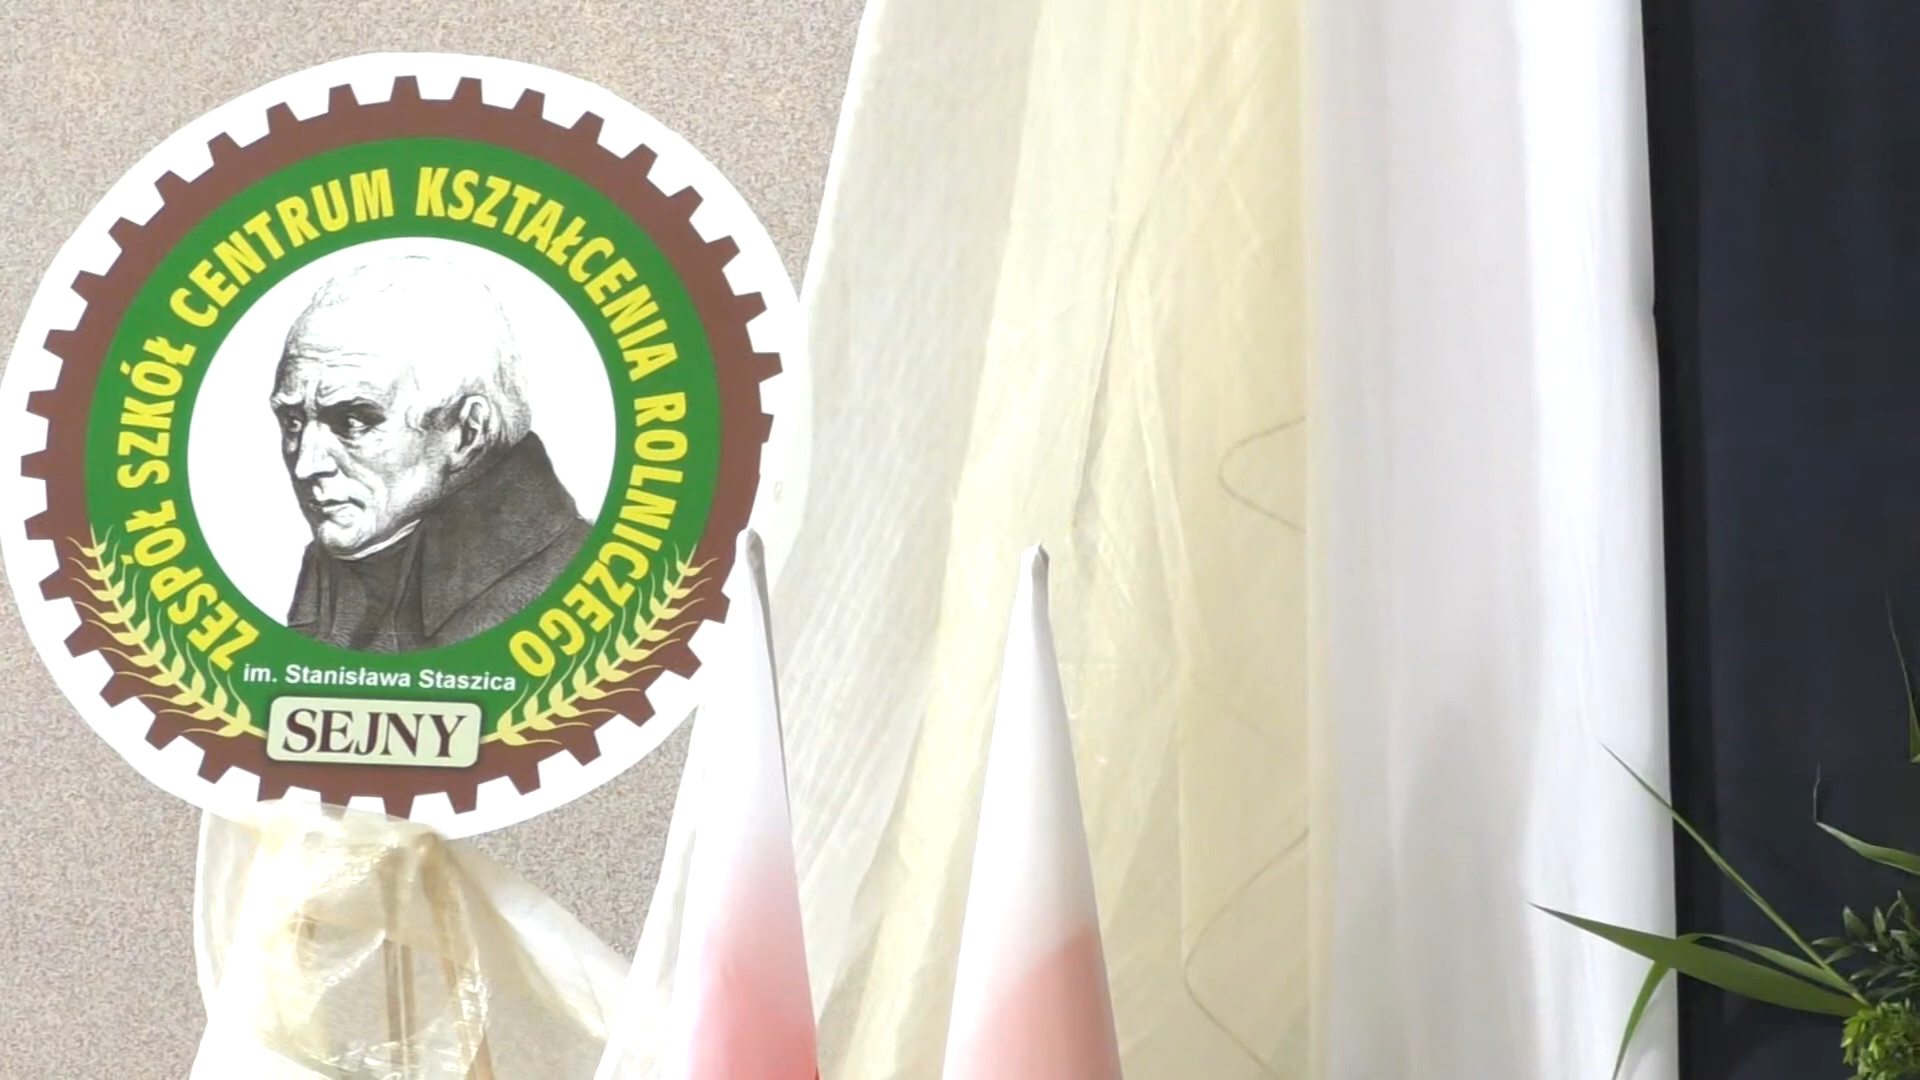 ZESPÓŁ SZKÓŁ CENTRUM KSZTAŁCENIA ROLNICZEGO
im. Stanisława Staszica
SEJNY